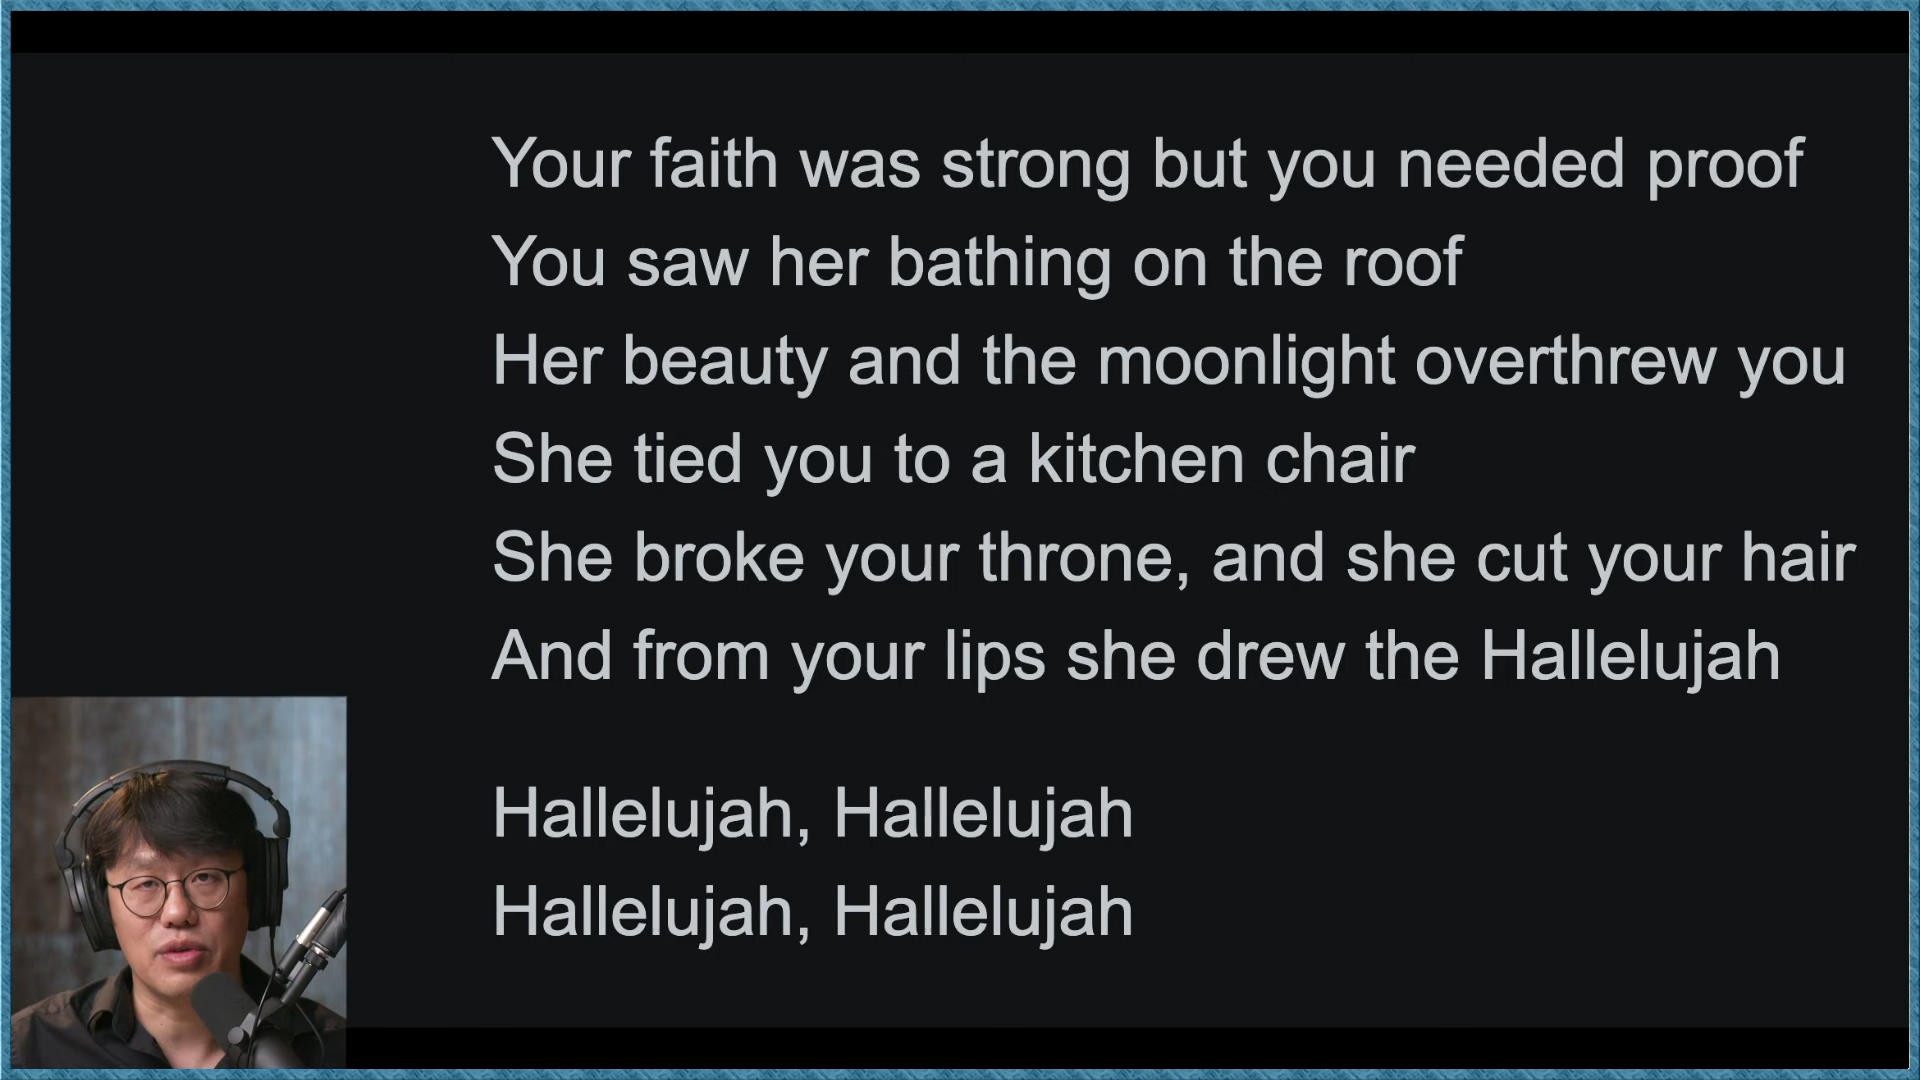 Your faith was strong but you needed proof
You saw her bathing on the roof
Her beauty and the moonlight overthrew you
She tied you to a kitchen chair
She broke your throne, and she cut your hair
And from your lips she drew the Hallelujah
Hallelujah, Hallelujah
Hallelujah, Hallelujah